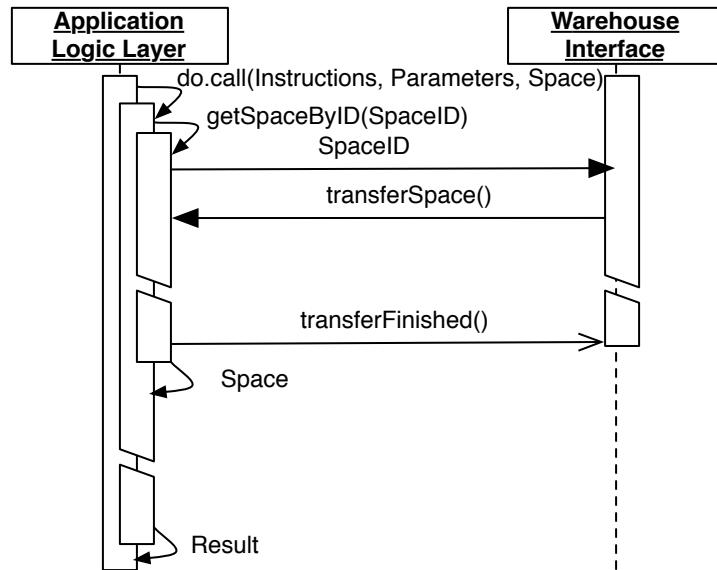 Application
Logic Layer
Warehouse
Interface
do.call(Instructions, Parameters, Space)
getSpaceByID(SpaceID)
SpaceID
transferSpace()
transferFinished()
Space
Result